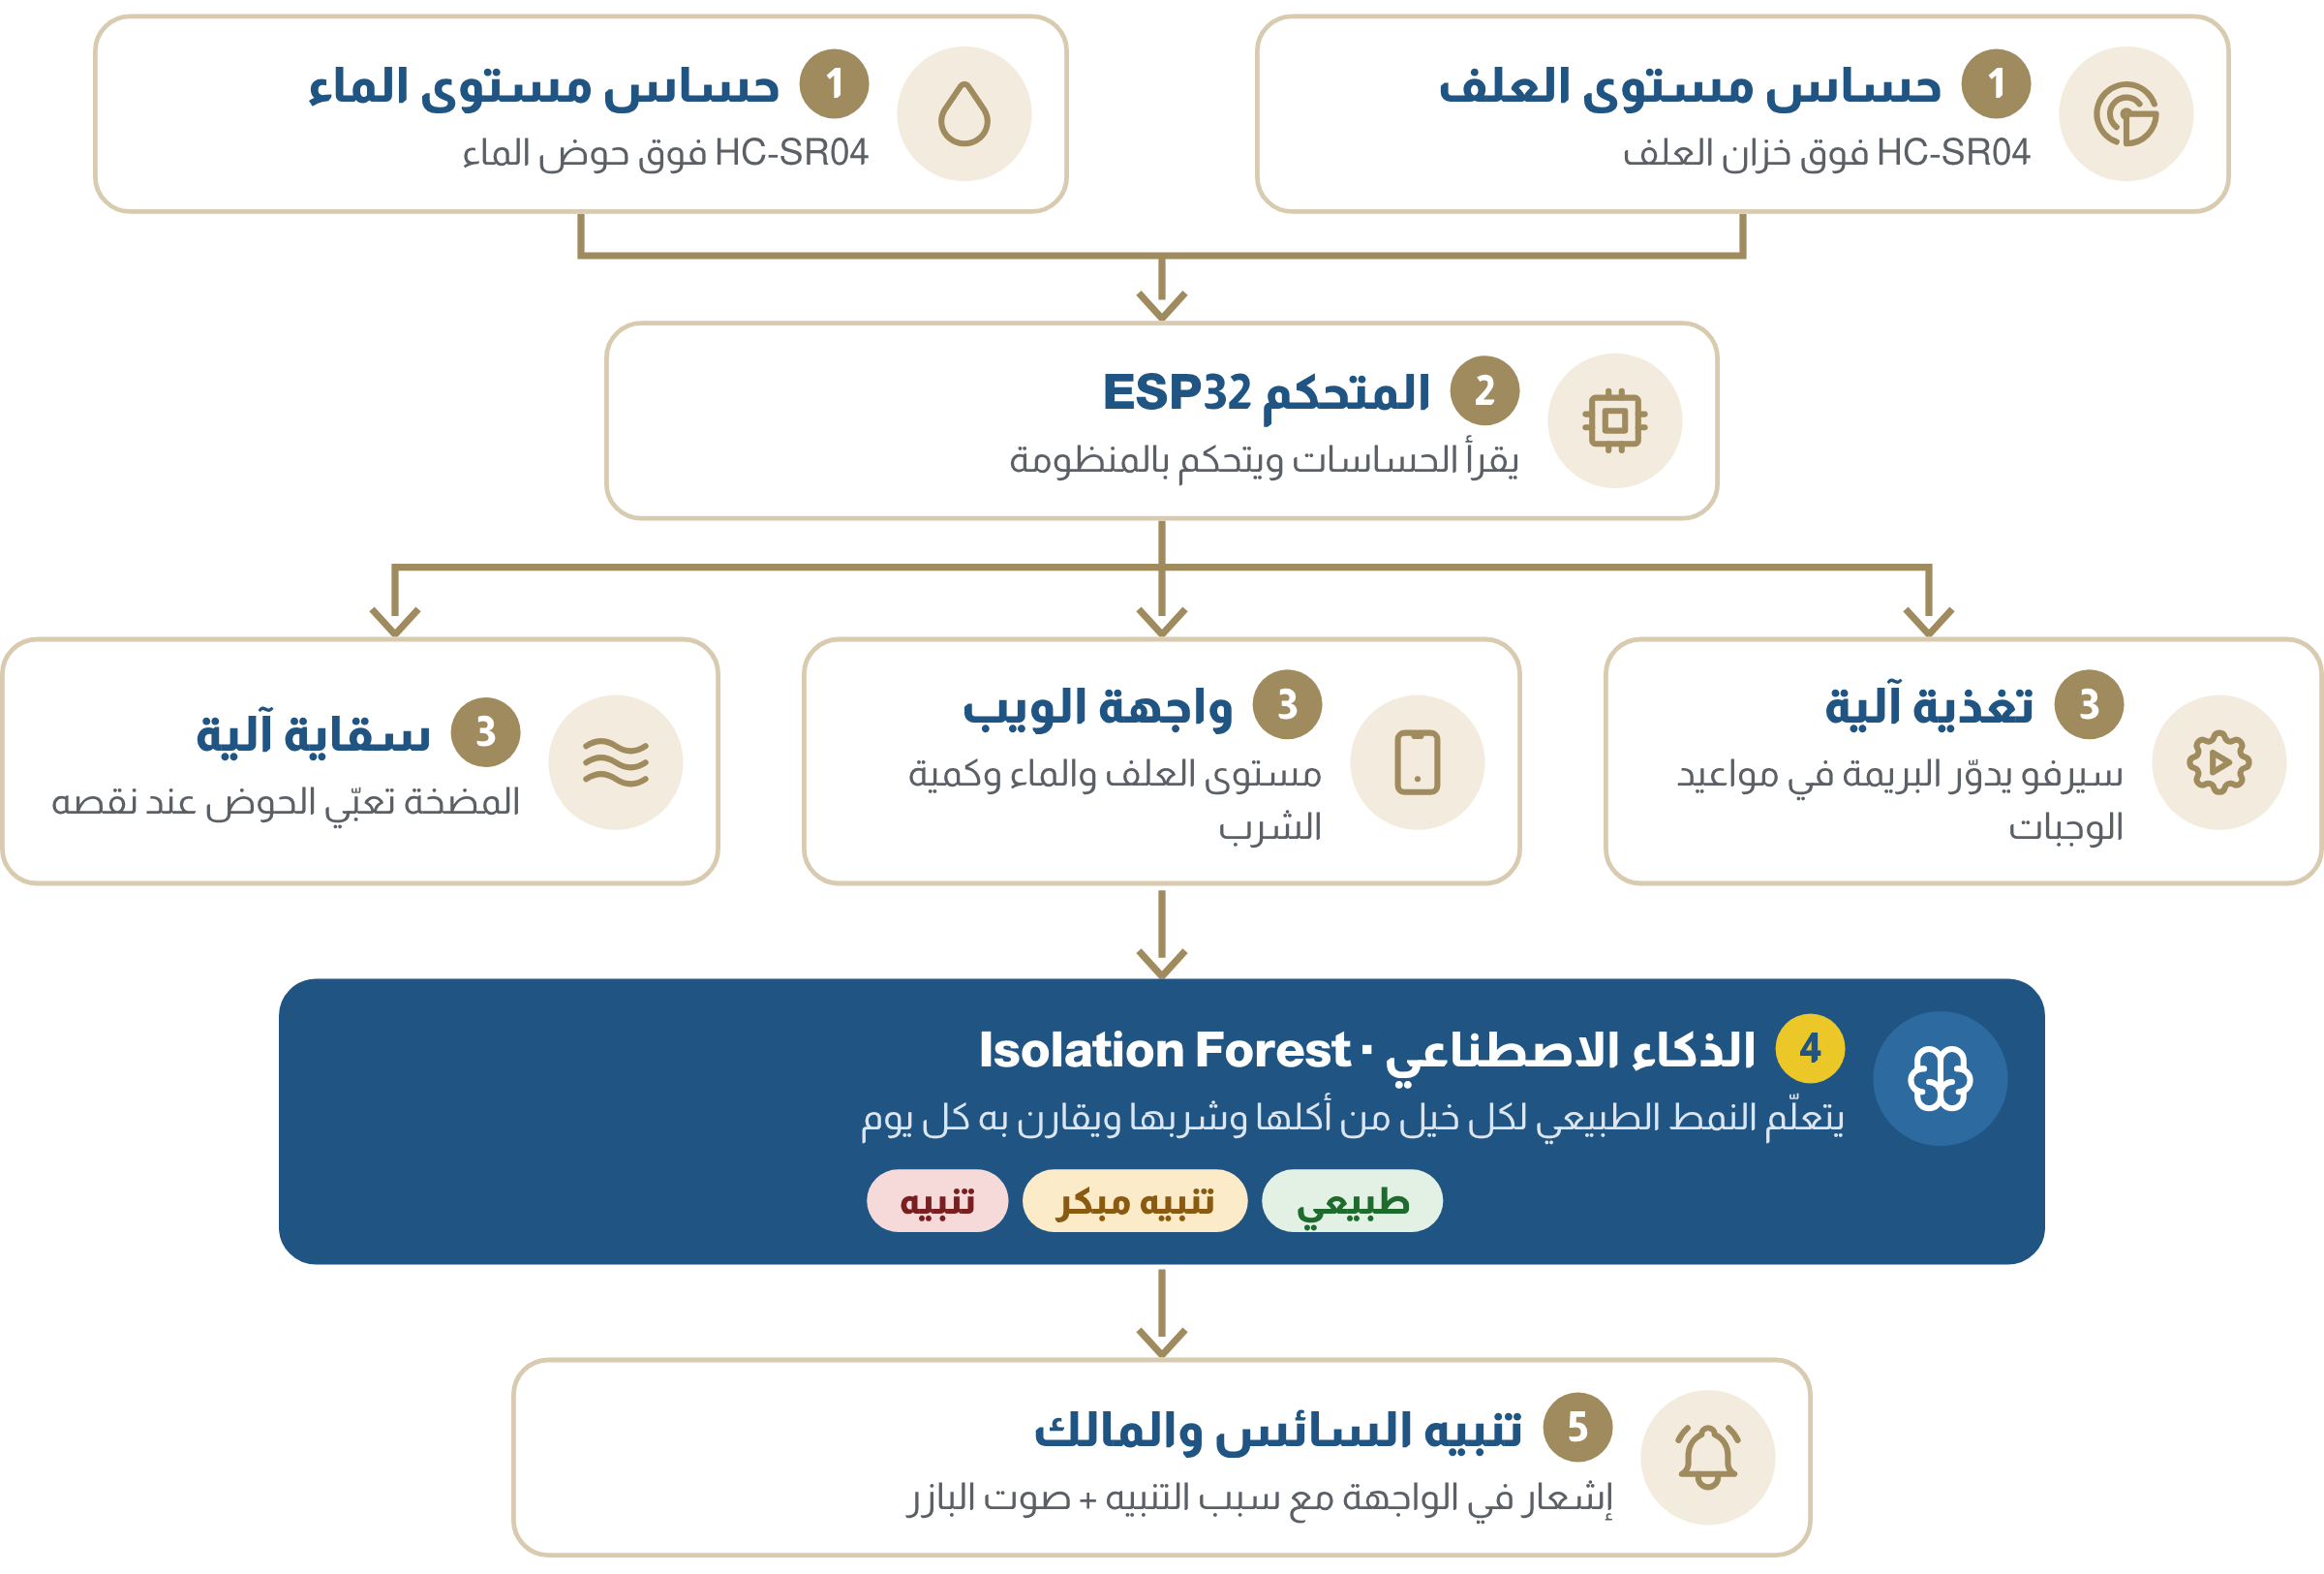 1 حساس مستوى العلف
HC-SR04 فوق خزان العلف
1 حساس مستوى الماء
HC-SR04 فوق حوض الماء
2 المتحكم ESP32
يقرأ الحساسات ويتحكم بالمنظومة
3 تغذية آلية
سيرفو يدوّر البريمة في مواعيد
الوجبات
3 واجهة الويب
مستوى العلف والماء وكمية
الشرب
3 سقاية آلية
المضخة تعبّي الحوض عند نقصه
4 الذكاء الاصطناعي · Isolation Forest
يتعلّم النمط الطبيعي لكل خيل من أكلها وشربها ويقارن به كل يوم
طبيعي تنبيه مبكر تنبيه
5 تنبيه السائس والمالك
إشعار في الواجهة مع سبب التنبيه + صوت البازر